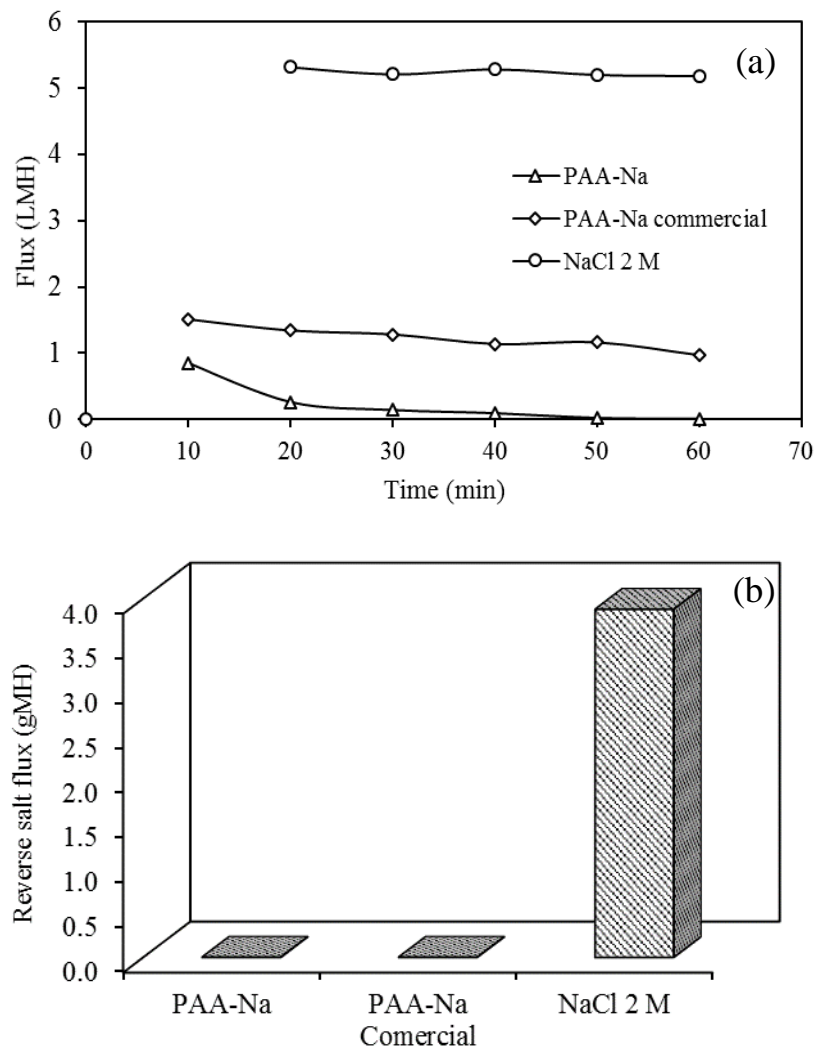 6
(a)
5
4
Flux (LMH)
PAA-Na
3
PAA-Na commercial
NaCl 2 M
2
1
0
0 10 20 30 40 50 60 70
Time (min)
(b)
4.0
3.5
3.0
2.5
Reverse salt flux (gMH)
2.0
1.5
1.0
0.5
0.0
PAA-Na PAA-Na NaCl 2 M
Comercial